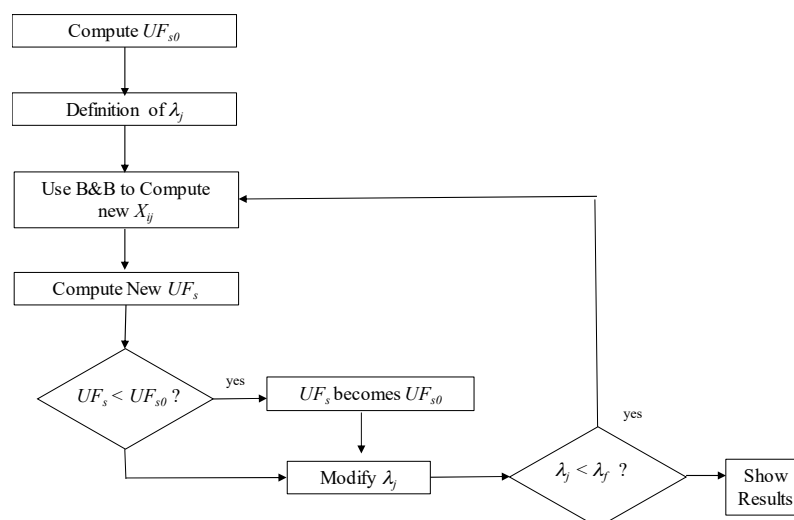 Compute UFs0
Definition of λj
Use B&B to Compute
new Xij
Compute New UFs
UFs < UFs0 ?
yes
UFs becomes UFs0
Modify λj
λj < λf ?
yes
Show
Results